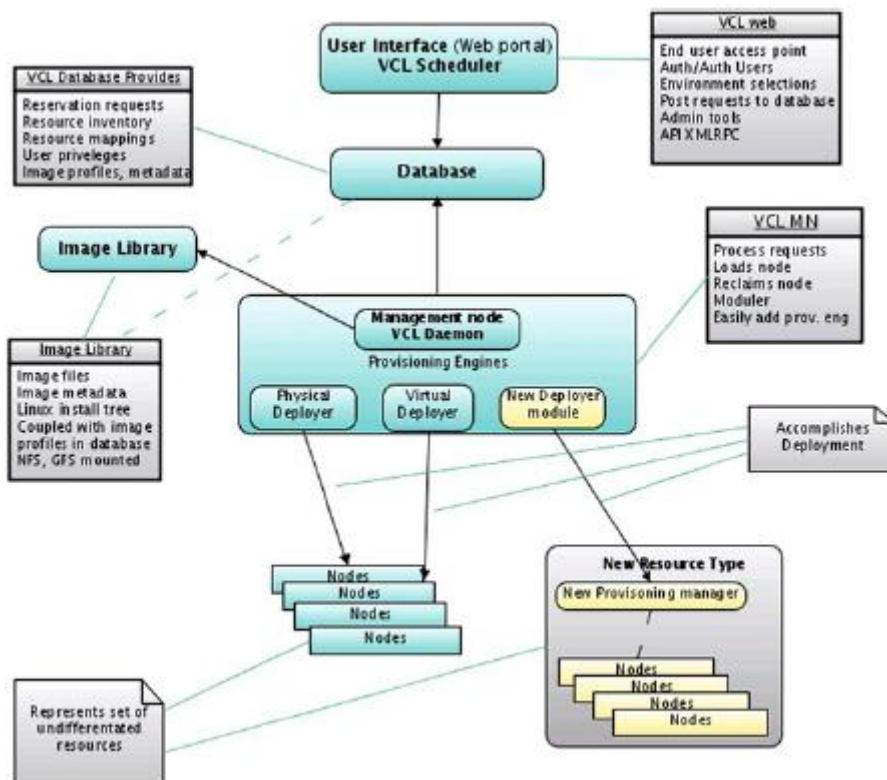 VCL web
End user access point
Auth/Auth Users
Environment selections
Post requests to database
Admin tools
API XMLRPC
User Interface (Web portal)
VCL Scheduler
VCL Database Provides
Reservation requests
Resource inventory
Resource mappings
User priveleges
Image profiles, metadata
Database
Image Library
VCL MN
Process requests
Loads node
Reclaims node
Moduler
Easily add prov. eng
Management node
VCL Daemon
Provisioning Engines
Physical
Deployer
Virtual
Deployer
New Deployer
module
Image Library
Image files
Image metadata
Linux install tree
Coupled with image
profiles in database
NFS, GFS mounted
Accomplishes
Deployment
Nodes
Nodes
Nodes
Nodes
New Resource Type
New Provisoning manager
Nodes
Nodes
Nodes
Nodes
Represents set of
undifferentated
resources